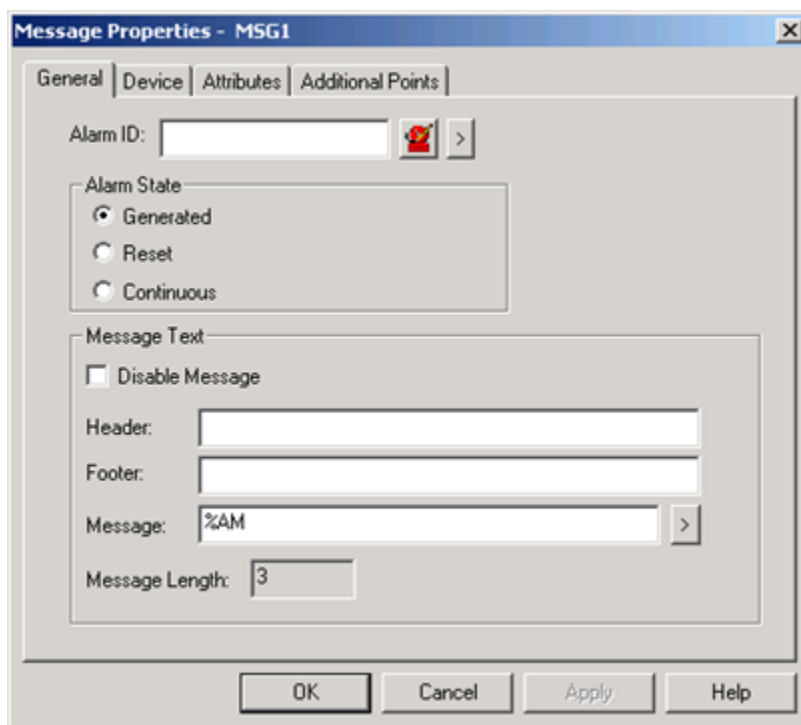 Message Properties - MSG1
General Device Attributes Additional Points
Alarm ID: >
Alarm State
Generated
Reset
Continuous
Message Text
Disable Message
Header:
Footer:
Message: %AM >
Message Length: 3
OK Cancel Apply Help